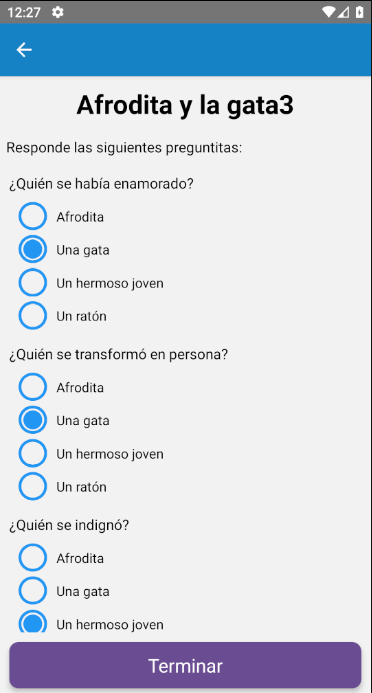 12:27
Afrodita y la gata3
Responde las siguientes preguntitas:
¿Quién se había enamorado?
Afrodita
Una gata
Un hermoso joven
Un ratón
¿Quién se transformó en persona?
Afrodita
Una gata
Un hermoso joven
Un ratón
¿Quién se indignó?
Afrodita
Una gata
Un hermoso joven
Terminar